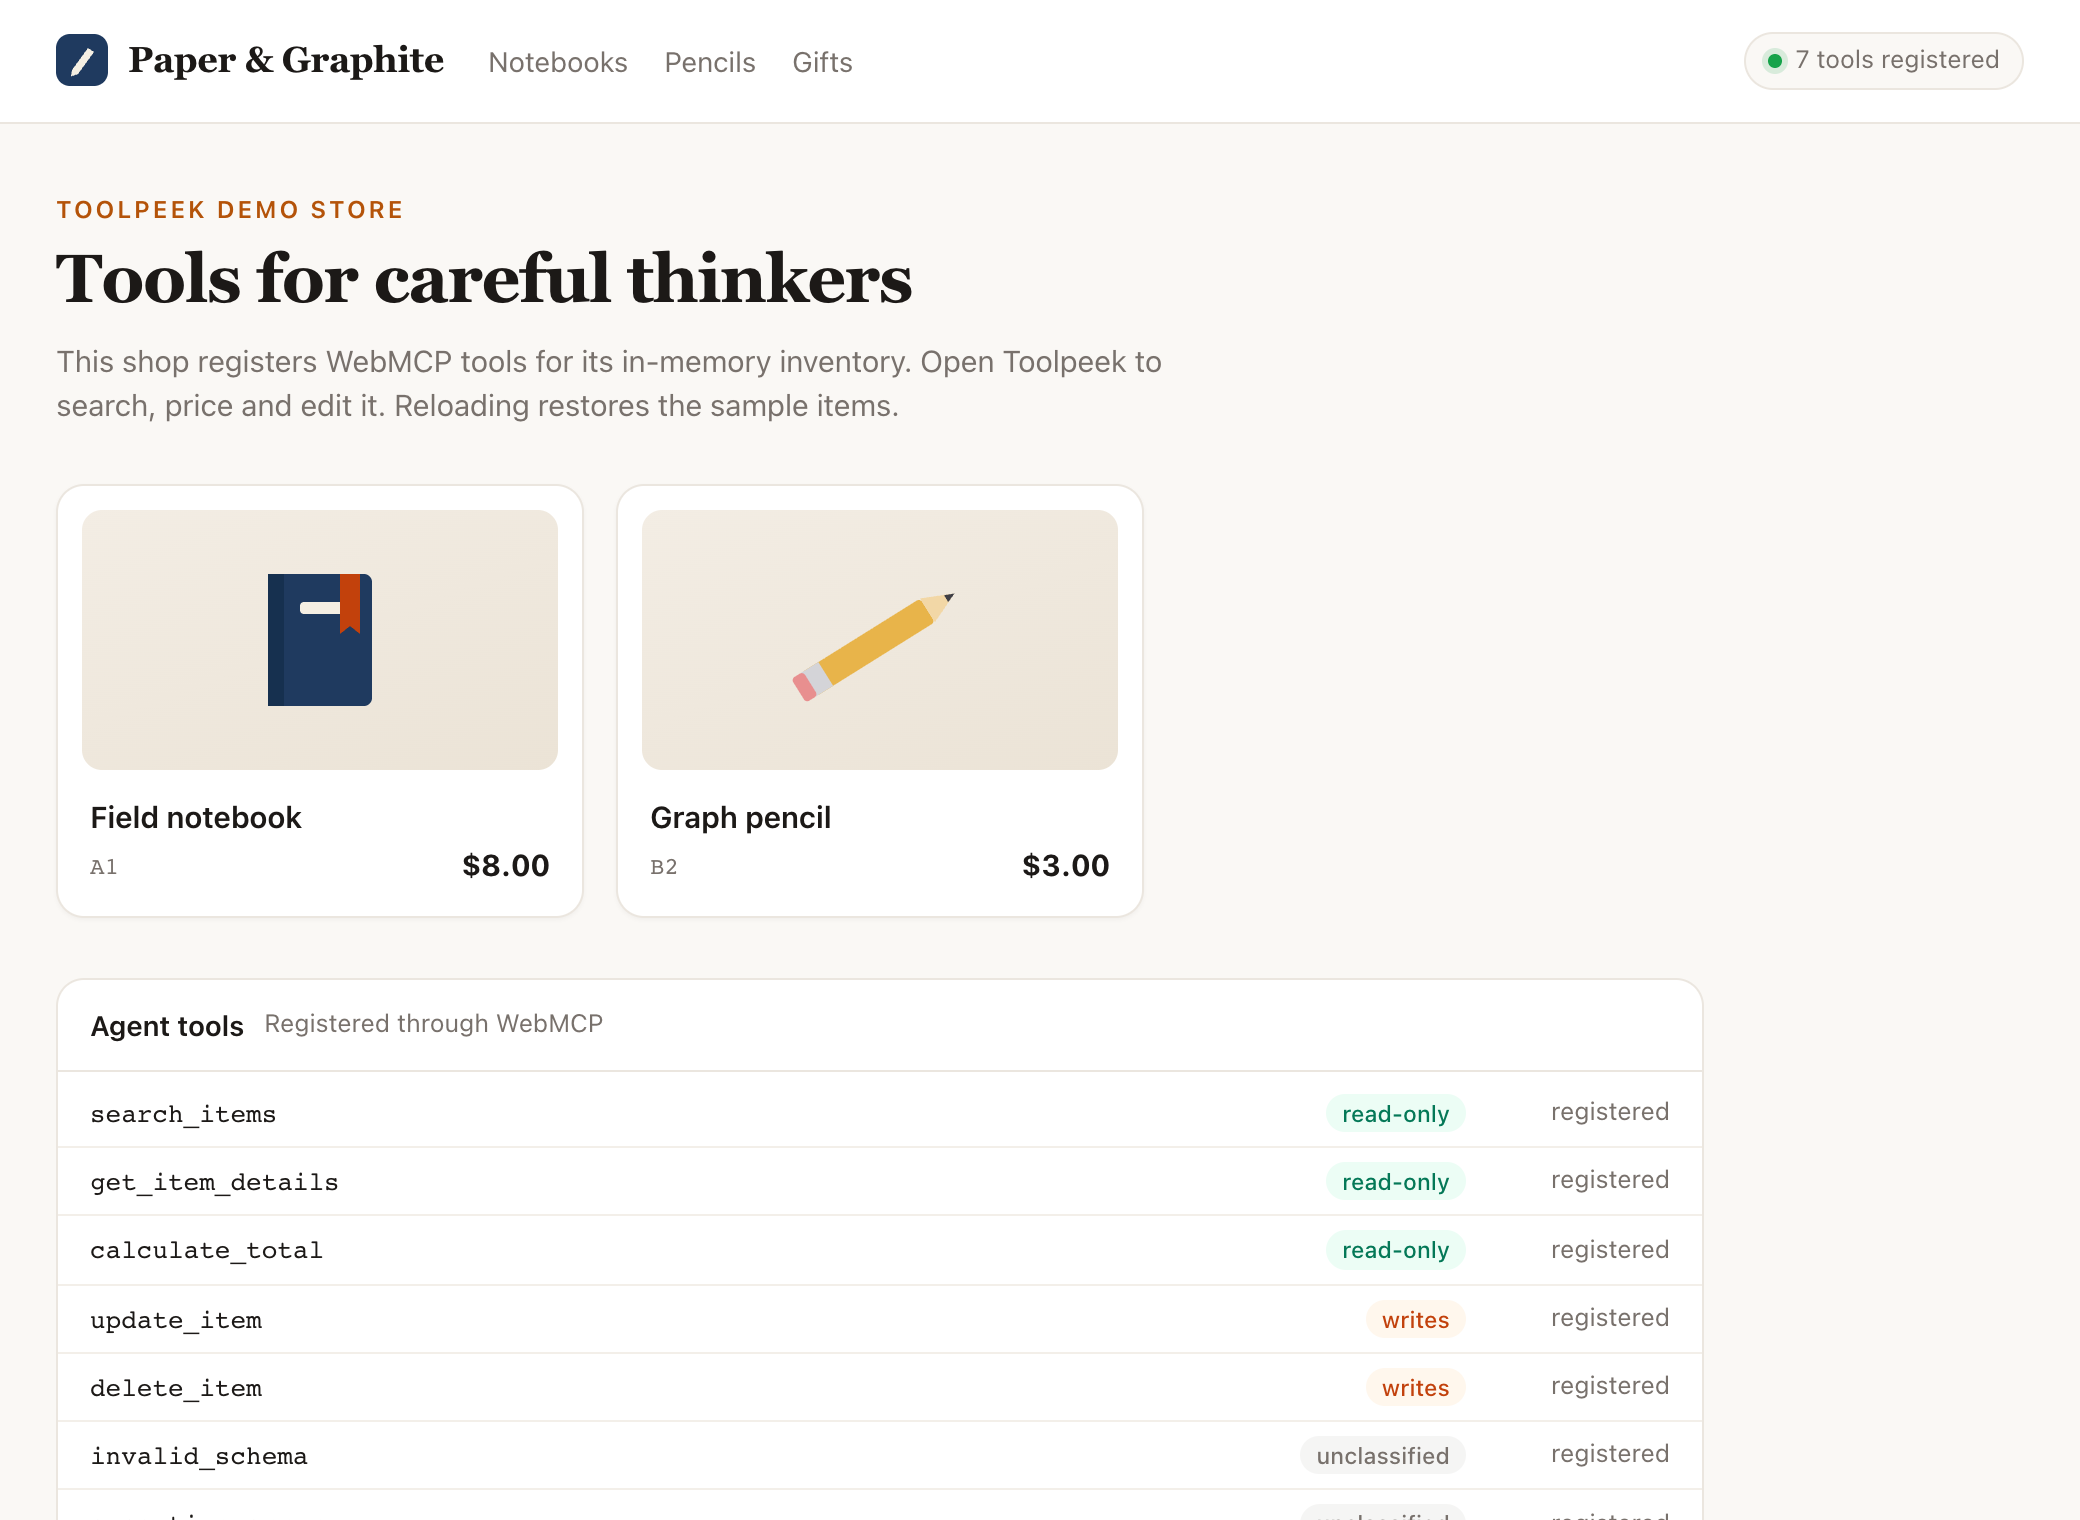 Paper & Graphite
Notebooks
Pencils
Gifts
7 tools registered
TOOLPEEK DEMO STORE
Tools for careful thinkers
This shop registers WebMCP tools for its in-memory inventory. Open Toolpeek to
search, price and edit it. Reloading restores the sample items.
Field notebook
A1 $8.00
Graph pencil
B2 $3.00
Agent tools Registered through WebMCP
search_items read-only registered
get_item_details read-only registered
calculate_total read-only registered
update_item writes registered
delete_item writes registered
invalid_schema unclassified registered